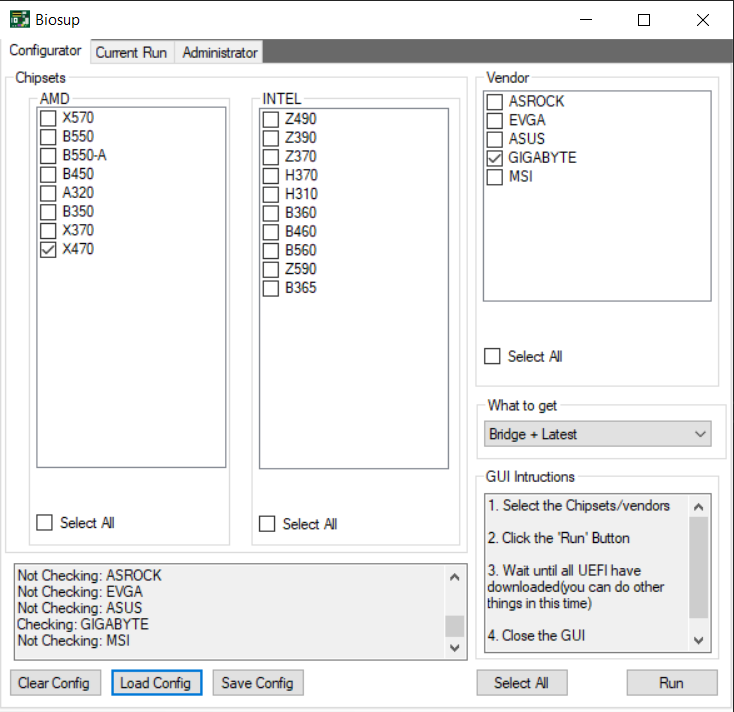 Biosup
Configurator
Current Run
Administrator
Chipsets
AMD
X570
B550
B550-A
B450
A320
B350
X370
X470
Select All
INTEL
Z490
Z390
Z370
H370
H310
B360
B460
B560
Z590
B365
Select All
Vendor
ASROCK
EVGA
ASUS
GIGABYTE
MSI
Select All
What to get
Bridge + Latest
GUI Intructions
1. Select the Chipsets/vendors
2. Click the 'Run' Button
3. Wait until all UEFI have
downloaded(you can do other
things in this time)
4. Close the GUI
Not Checking: ASROCK
Not Checking: EVGA
Not Checking: ASUS
Checking: GIGABYTE
Not Checking: MSI
Clear Config
Load Config
Save Config
Select All
Run